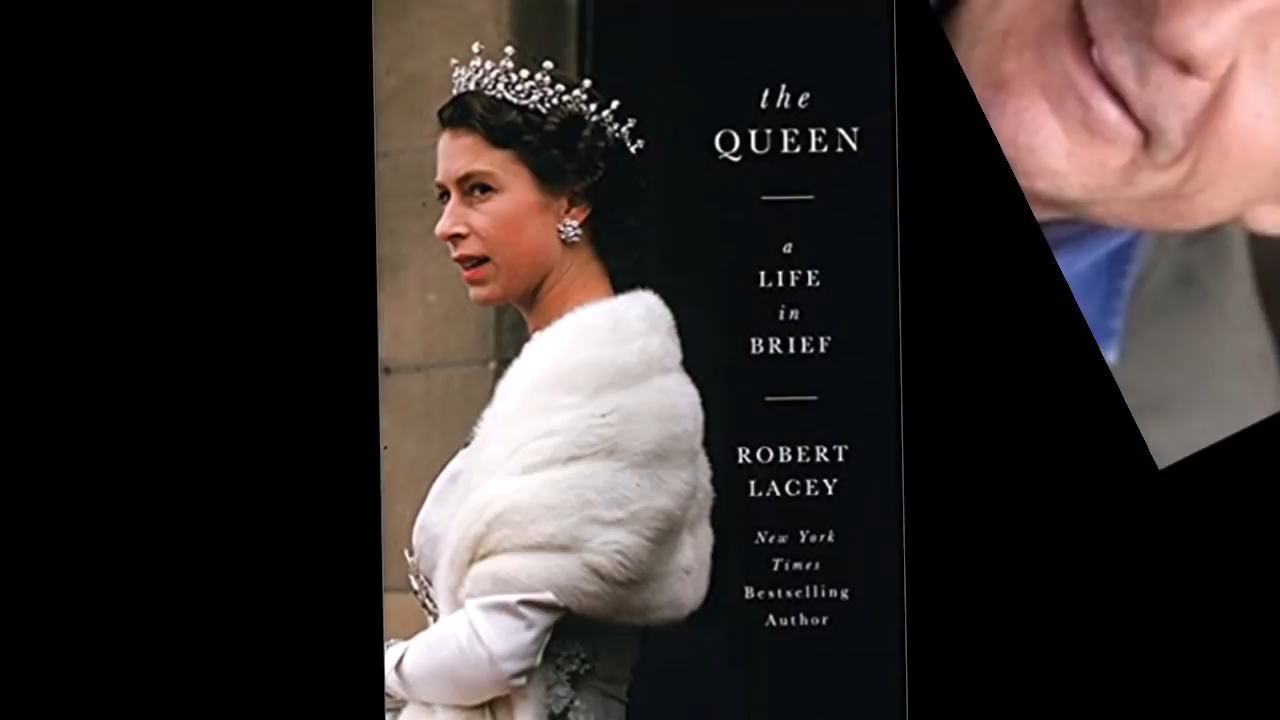 the
QUEEN
a
LIFE
in
BRIEF
ROBERT
LACEY
New York
Times
Bestselling
Author